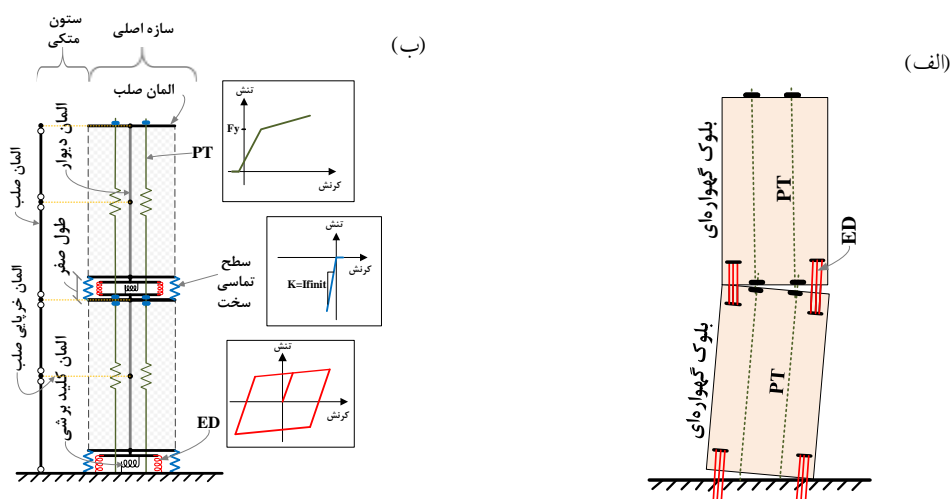 (الف)
بلوک گهواره‌ای
PT
ED
بلوک گهواره‌ای
PT
(ب)
سازه اصلی
ستون
متکی
المان صلب
المان دیوار
PT
تنش
Fy
کرنش
المان صلب
طول صفر
سطح
تماسی
سخت
تنش
کرنش
K=Ifinit
المان خرپایی صلب
المان کلید برشی
ED
تنش
کرنش